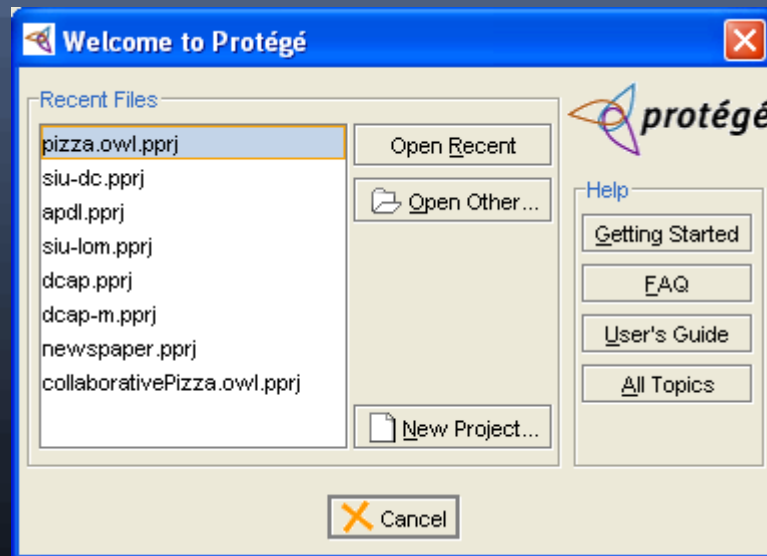 Welcome to Protégé
Recent Files
pizza.owl.pprj
siu-dc.pprj
apdl.pprj
siu-lom.pprj
dcap.pprj
dcap-m.pprj
newspaper.pprj
collaborativePizza.owl.pprj
Open Recent
Open Other...
New Project...
protégé
Help
Getting Started
FAQ
User's Guide
All Topics
Cancel